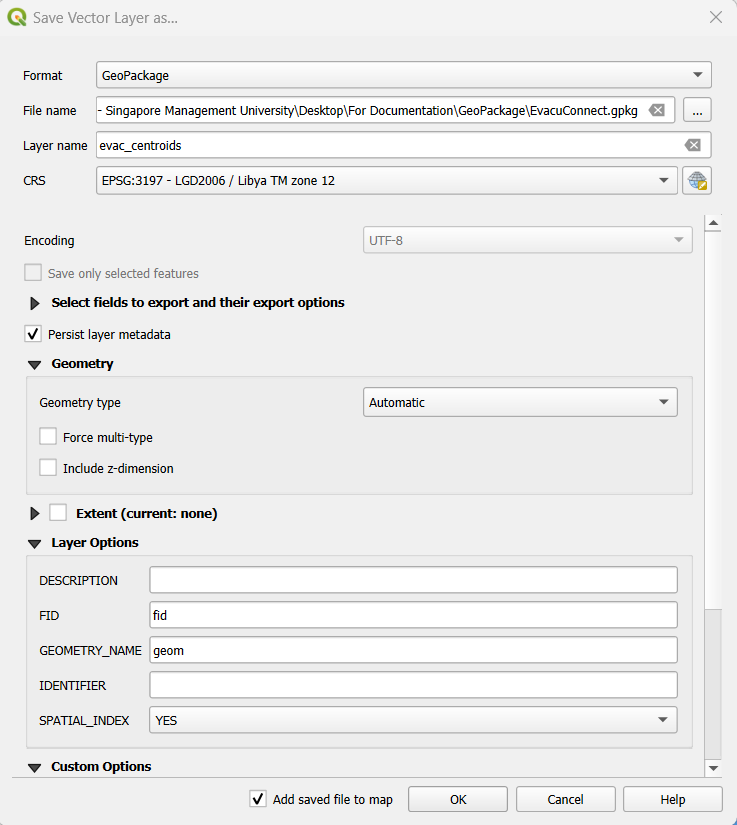 Save Vector Layer as...
Format GeoPackage
File name - Singapore Management University\Desktop\For Documentation\GeoPackage\EvacuConnect.gpkg ...
Layer name evac_centroids
CRS EPSG:3197 - LGD2006 / Libya TM zone 12
Encoding UTF-8
Save only selected features
Select fields to export and their export options
Persist layer metadata
Geometry
Geometry type Automatic
Force multi-type
Include z-dimension
Extent (current: none)
Layer Options
DESCRIPTION
FID fid
GEOMETRY_NAME geom
IDENTIFIER
SPATIAL_INDEX YES
Custom Options
Add saved file to map OK Cancel Help